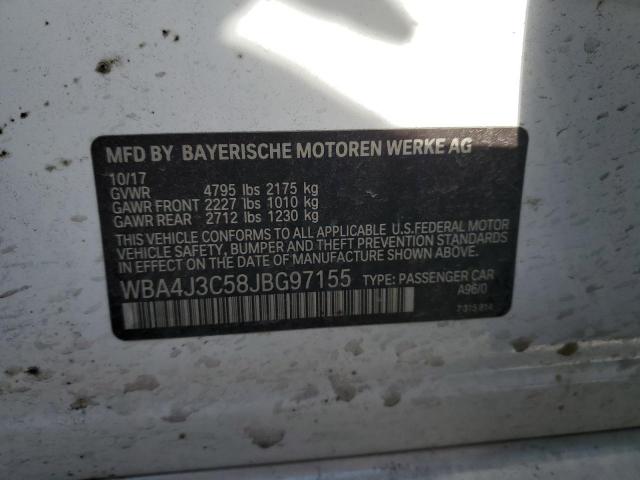 MFD BY BAYERISCHE MOTOREN WERKE AG
10/17
GVWR 4795 lbs 2175 kg
GAWR FRONT 2227 lbs 1010 kg
GAWR REAR 2712 lbs 1230 kg
THIS VEHICLE CONFORMS TO ALL APPLICABLE U.S.FEDERAL MOTOR
VEHICLE SAFETY, BUMPER AND THEFT PREVENTION STANDARDS
IN EFFECT ON THE DATE OF MANUFACTURE SHOWN ABOVE.
WBA4J3C58JBG97155 TYPE: PASSENGER CAR
A96/0